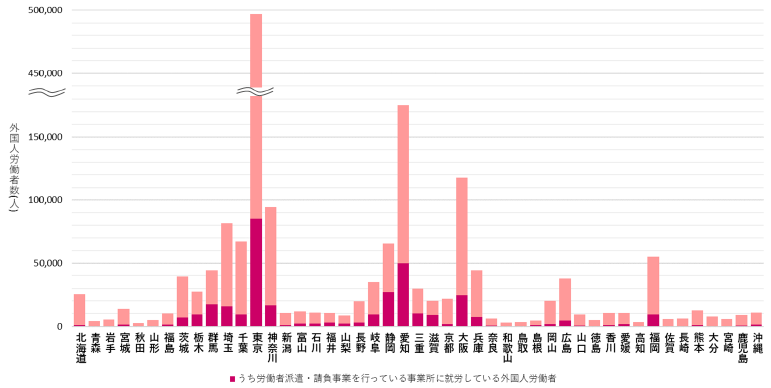 500,000
450,000
150,000
100,000
50,000
0
外国人労働者数(人)
北海道
青森
岩手
宮城
秋田
山形
福島
茨城
栃木
群馬
埼玉
千葉
東京
神奈川
新潟
富山
石川
福井
山梨
長野
岐阜
静岡
愛知
三重
滋賀
京都
大阪
兵庫
奈良
和歌山
鳥取
島根
岡山
広島
山口
徳島
香川
愛媛
高知
福岡
佐賀
長崎
熊本
大分
宮崎
鹿児島
沖縄
うち労働者派遣・請負事業を行っている事業所に就労している外国人労働者